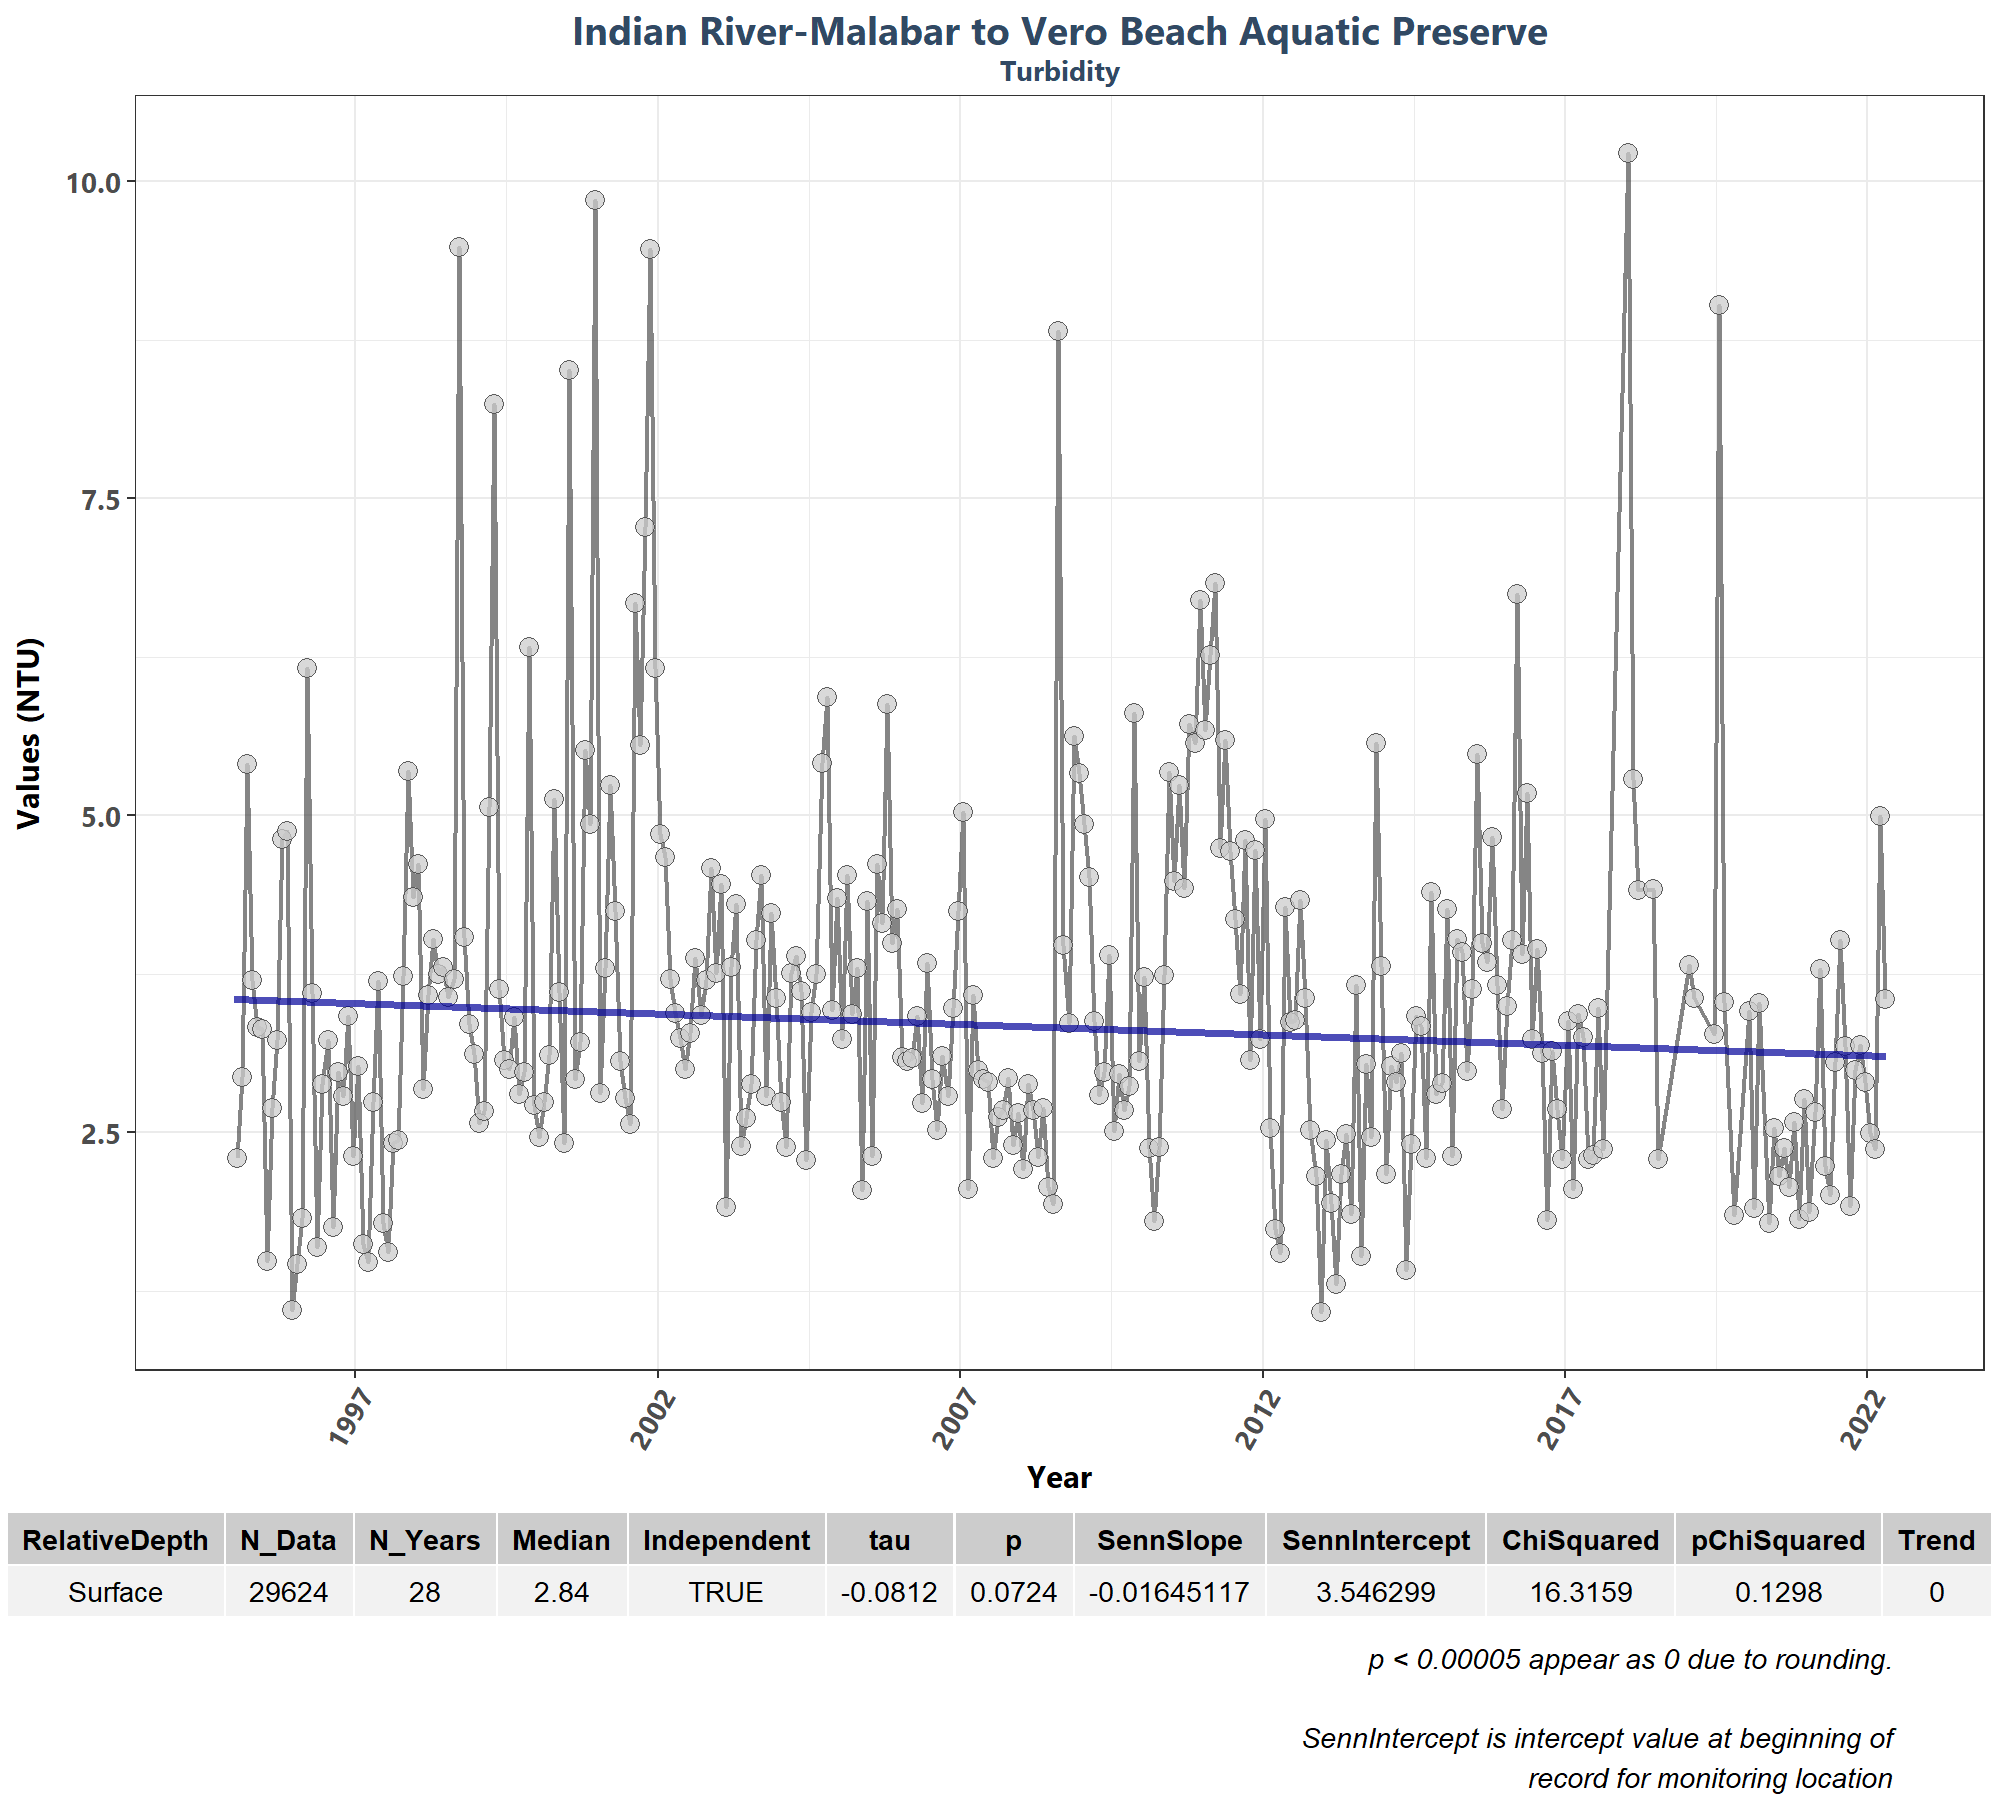 Indian River-Malabar to Vero Beach Aquatic Preserve
Turbidity
Values (NTU)
10.0
7.5
5.0
2.5
1997
2002
2007
2012
2017
2022
Year
RelativeDepth N_Data N_Years Median Independent tau p SennSlope SennIntercept ChiSquared pChiSquared Trend
Surface 29624 28 2.84 TRUE -0.0812 0.0724 -0.01645117 3.546299 16.3159 0.1298 0
p < 0.00005 appear as 0 due to rounding.
SennIntercept is intercept value at beginning of
record for monitoring location